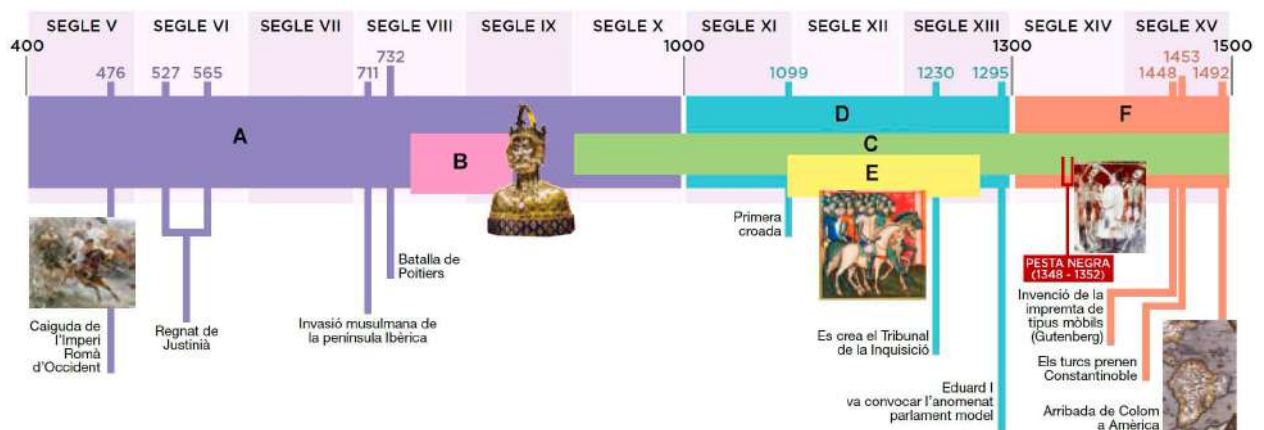 SEGLE V SEGLE VI SEGLE VII SEGLE VIII SEGLE IX SEGLE X SEGLE XI SEGLE XII SEGLE XIII SEGLE XIV SEGLE XV
400 1000 1300 1500
476 527 565 711 732 1099 1230 1295 1448 1453 1492
A
B
C
D
E
F
Caiguda de
l'Imperi
Romà
d'Occident
Regnat de
Justinià
Invasió musulmana de
la península Ibèrica
Batalla de
Poitiers
Primera
croada
Es crea el Tribunal
de la Inquisició
Eduard I
va convocar l'anomenat
parlament model
PESTA NEGRA
(1348 - 1352)
Invenció de la
impremta de
tipus mòbils
(Gutenberg)
Els turcs prenen
Constantinoble
Arribada de Colom
a Amèrica